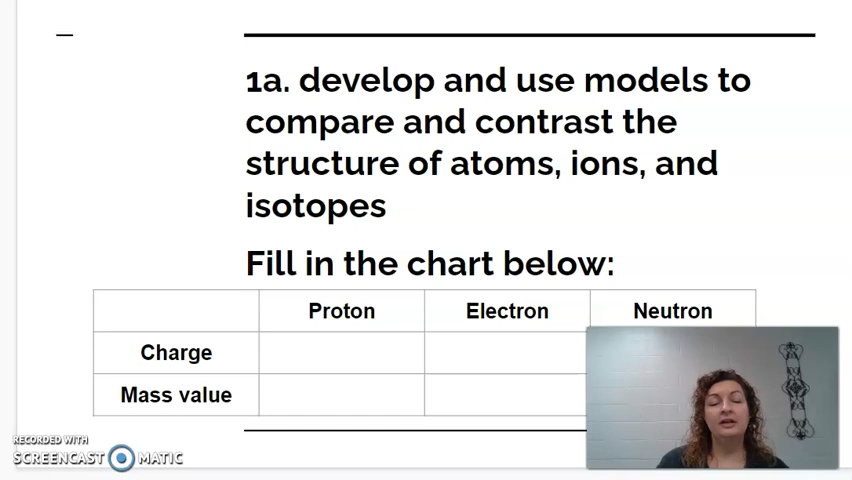 1a. develop and use models to
compare and contrast the
structure of atoms, ions, and
isotopes
Fill in the chart below:
Proton Electron Neutron
Charge
Mass value
RECORDED WITH
SCREENCAST MATIC